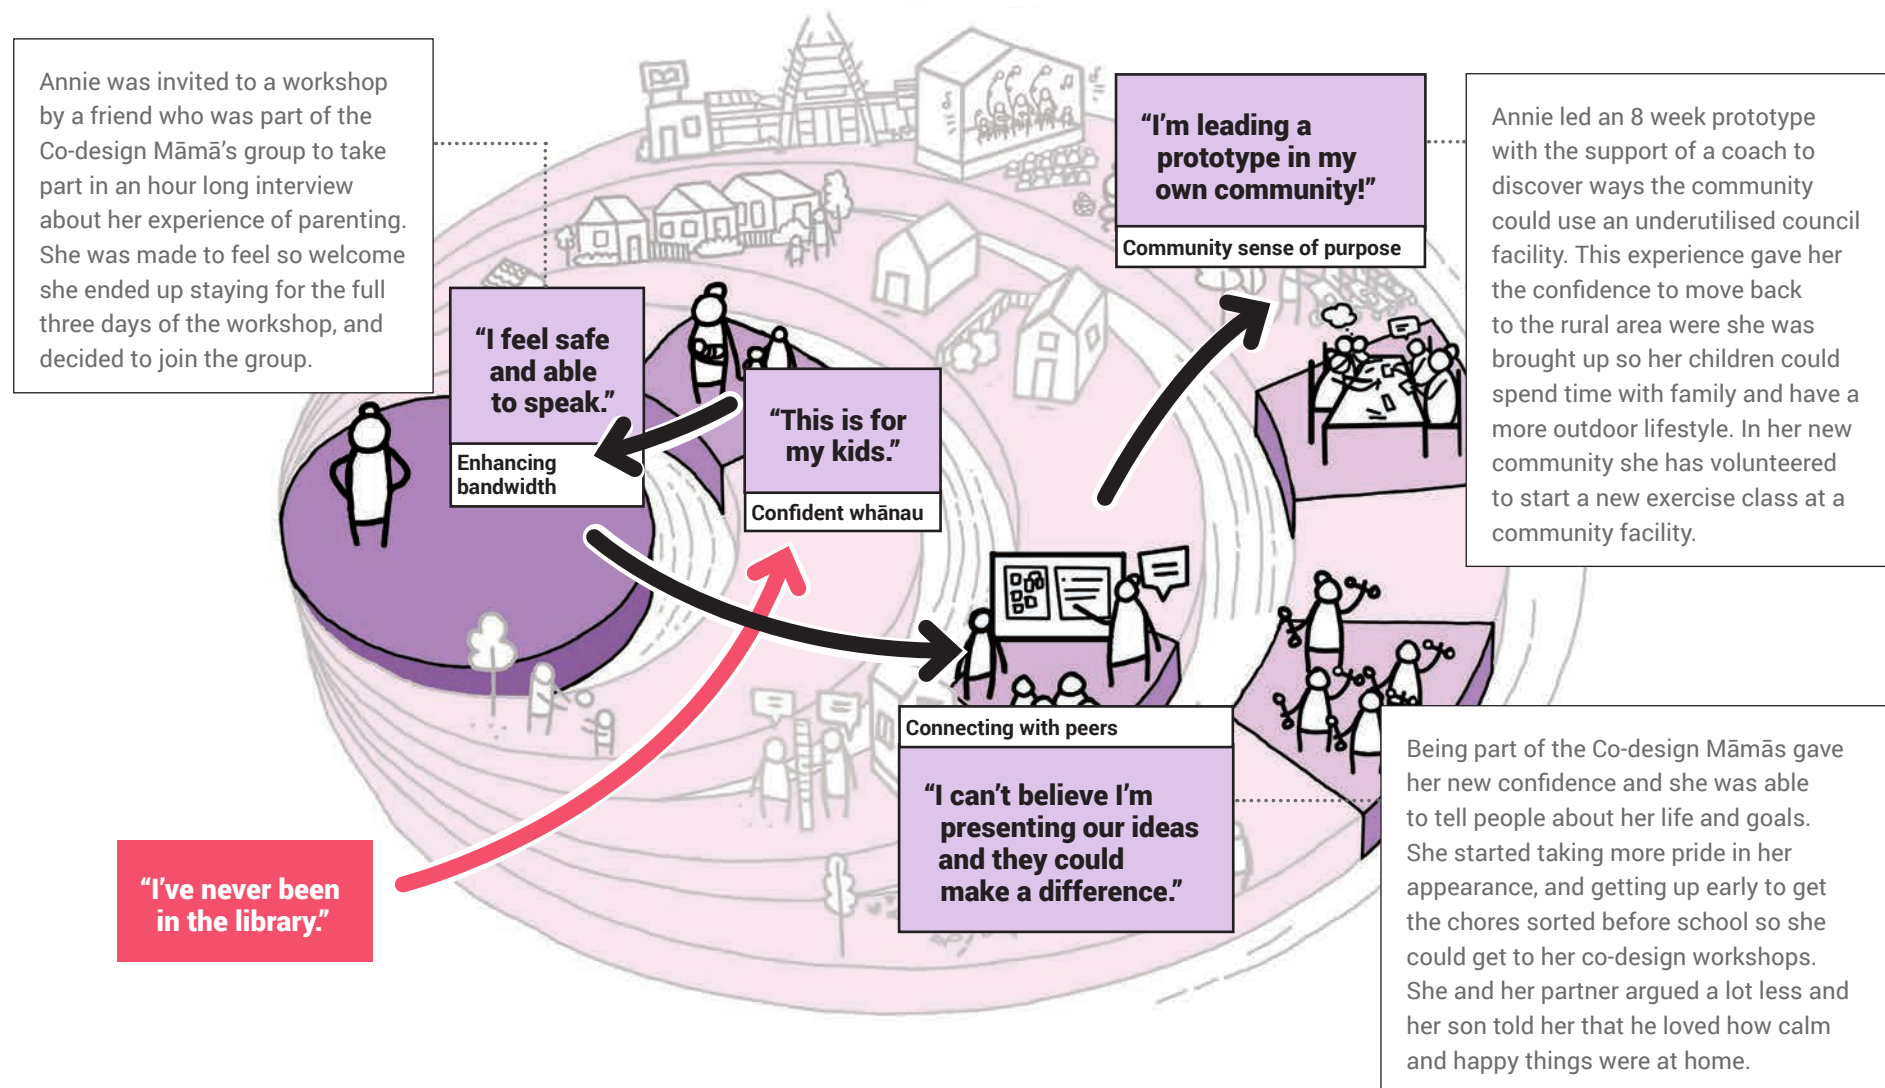 Annie was invited to a workshop
by a friend who was part of the
Co-design Māmā’s group to take
part in an hour long interview
about her experience of parenting.
She was made to feel so welcome
she ended up staying for the full
three days of the workshop, and
decided to join the group.
“I’ve never been
in the library.”
“This is for
my kids.”
Confident whānau
“I feel safe
and able
to speak.”
Enhancing
bandwidth
Connecting with peers
“I can’t believe I’m
presenting our ideas
and they could
make a difference.”
Being part of the Co-design Māmās gave
her new confidence and she was able
to tell people about her life and goals.
She started taking more pride in her
appearance, and getting up early to get
the chores sorted before school so she
could get to her co-design workshops.
She and her partner argued a lot less and
her son told her that he loved how calm
and happy things were at home.
“I’m leading a
prototype in my
own community!”
Community sense of purpose
Annie led an 8 week prototype
with the support of a coach to
discover ways the community
could use an underutilised council
facility. This experience gave her
the confidence to move back
to the rural area were she was
brought up so her children could
spend time with family and have a
more outdoor lifestyle. In her new
community she has volunteered
to start a new exercise class at a
community facility.